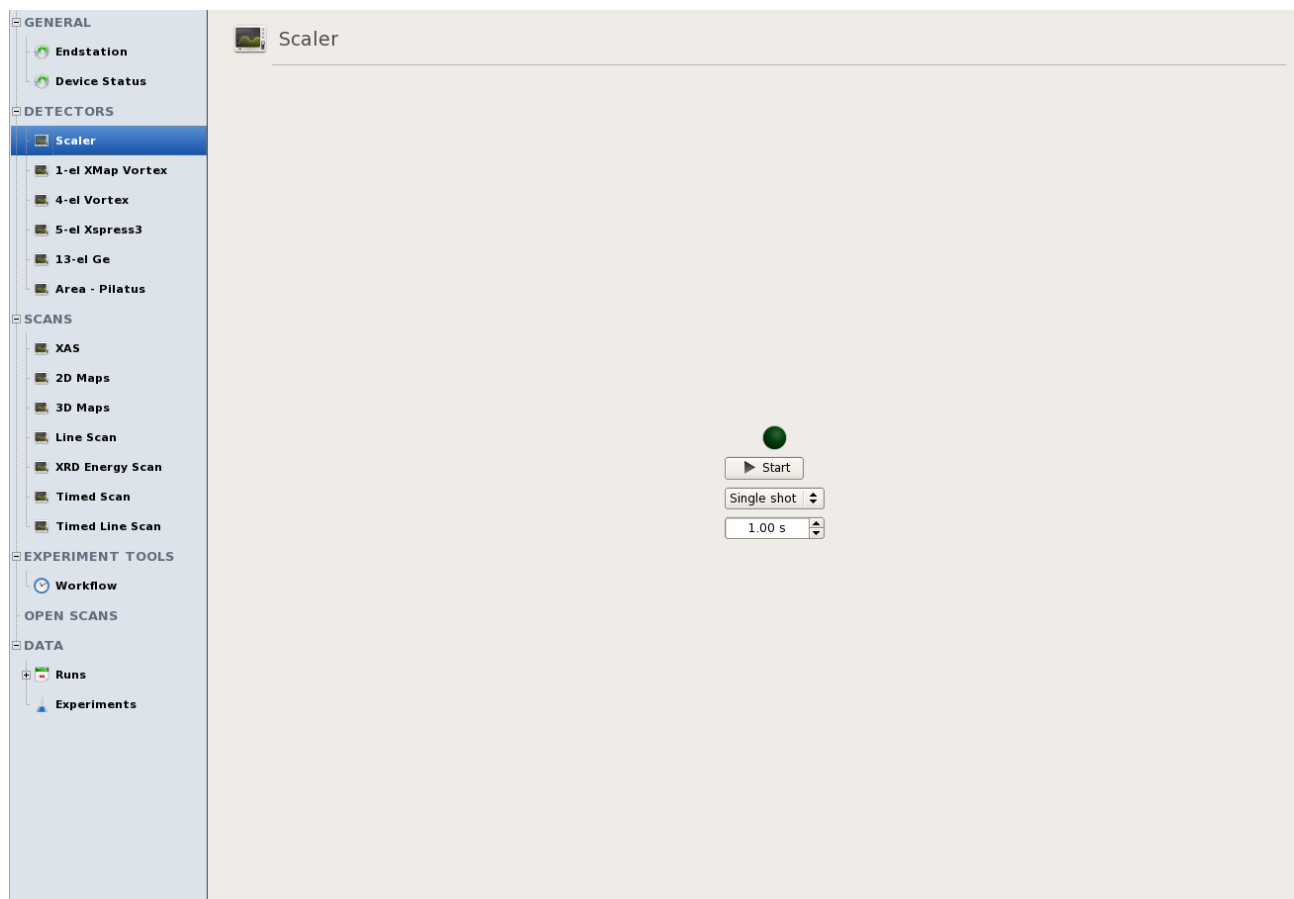 GENERAL
Endstation
Device Status
DETECTORS
Scaler
1-el XMap Vortex
4-el Vortex
5-el Xspress3
13-el Ge
Area - Pilatus
SCANS
XAS
2D Maps
3D Maps
Line Scan
XRD Energy Scan
Timed Scan
Timed Line Scan
EXPERIMENT TOOLS
Workflow
OPEN SCANS
DATA
Runs
Experiments
Scaler
Start
Single shot
1.00 s